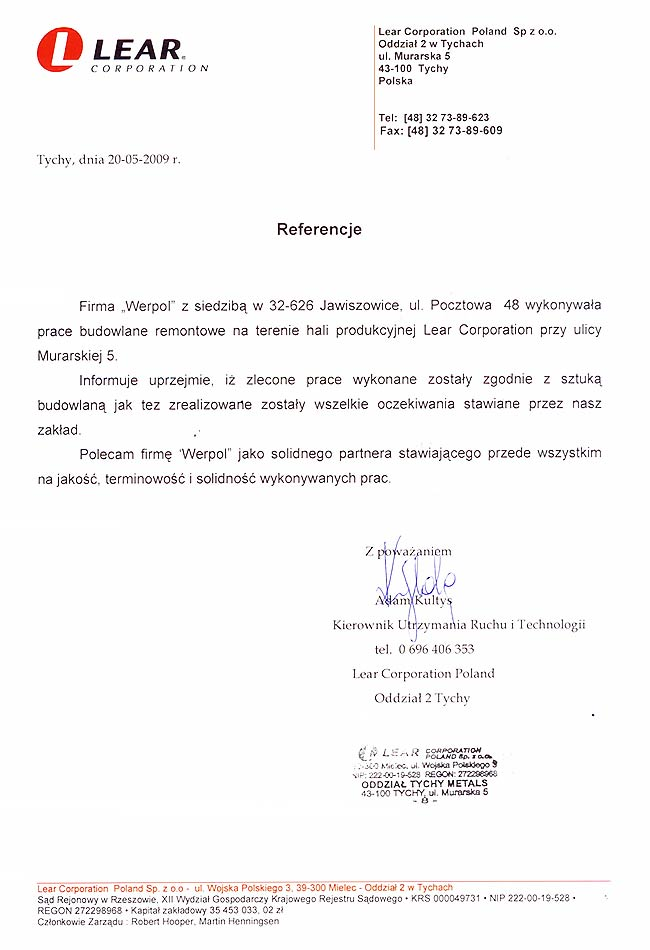 LEAR
CORPORATION
Lear Corporation Poland Sp z o.o.
Oddział 2 w Tychach
ul. Murarska 5
43-100 Tychy
Polska
Tel: [48] 32 73-89-623
Fax: [48] 32 73-89-609
Tychy, dnia 20-05-2009 r.
Referencje
Firma „Werpol” z siedzibą w 32-626 Jawiszowice, ul. Pocztowa 48 wykonywała
prace budowlane remontowe na terenie hali produkcyjnej Lear Corporation przy ulicy
Murarskiej 5.
Informuje uprzejmie, iż zlecone prace wykonane zostały zgodnie z sztuką
budowlaną jak tez zrealizowane zostały wszelkie oczekiwania stawiane przez nasz
zakład.
Polecam firmę 'Werpol” jako solidnego partnera stawiającego przede wszystkim
na jakość, terminowość i solidność wykonywanych prac.
Z poważaniem
Adam Kultys
Kierownik Utrzymania Ruchu i Technologii
tel. 0 696 406 353
Lear Corporation Poland
Oddział 2 Tychy
LEAR CORPORATION
POLAND Sp. z o.o.
Mielec, ul. Wojska Polskiego 3
NIP: 222-00-19-528 REGON: 272298968
ODDZIAŁ TYCHY METALS
43-100 TYCHY, ul. Murarska 5
- 8 -
Lear Corporation Poland Sp. z o.o - ul. Wojska Polskiego 3, 39-300 Mielec - Oddział 2 w Tychach
Sąd Rejonowy w Rzeszowie, XII Wydział Gospodarczy Krajowego Rejestru Sądowego • KRS 000049731 • NIP 222-00-19-528 •
REGON 272298968 • Kapitał zakładowy 35 453 033, 02 zł
Członkowie Zarządu : Robert Hooper, Martin Henningsen